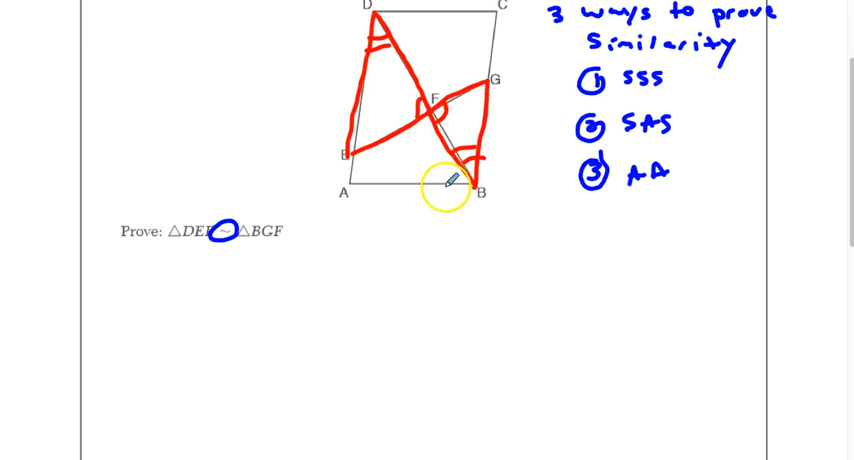 D
C
3 ways to prove
Similarity
① SSS
② SAS
③ AA
G
F
E
A
B
Prove: △DEF ~ △BGF